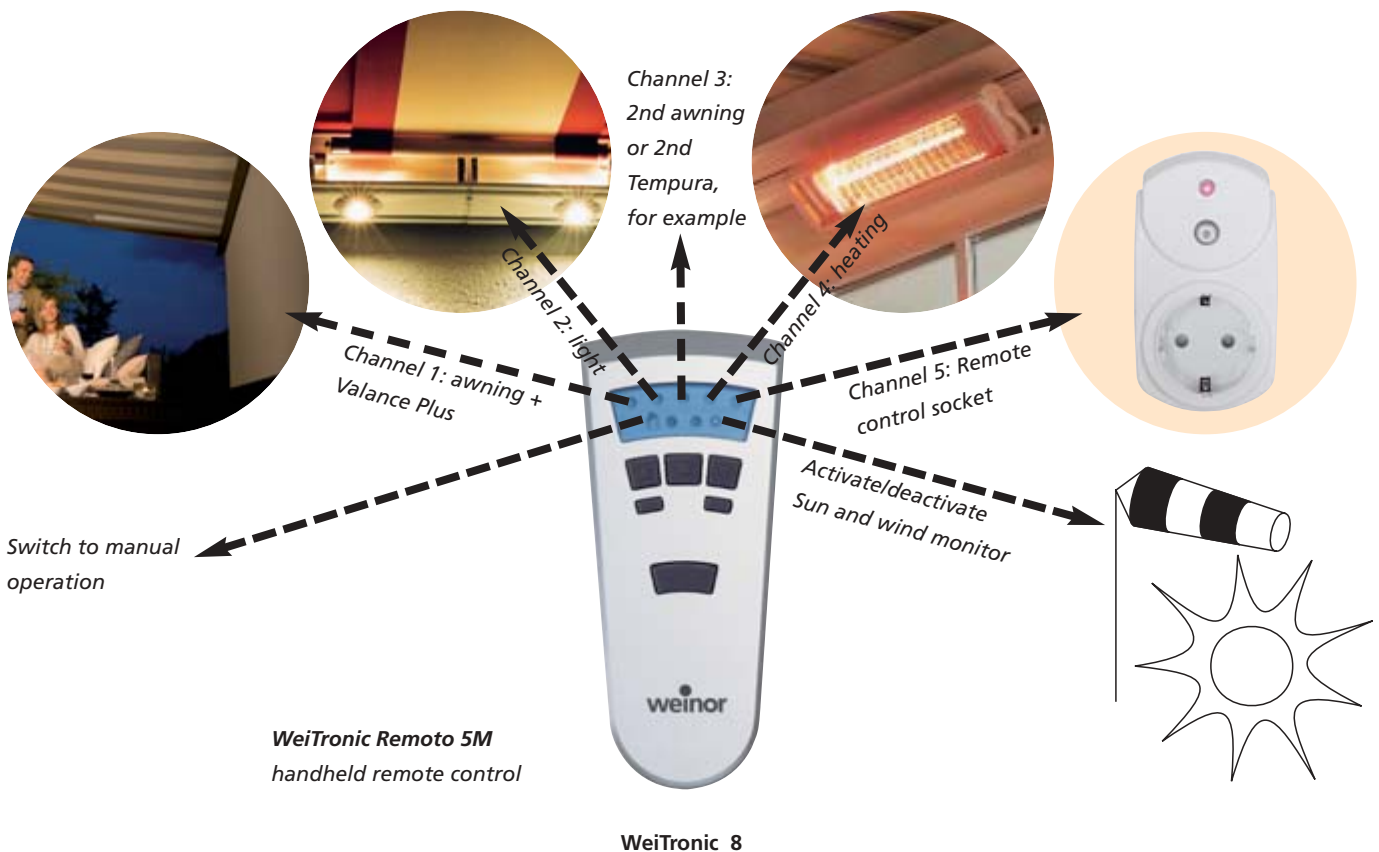 Channel 3:
2nd awning
or 2nd
Tempura,
for example
Channel 2: light
Channel 4: heating
Channel 1: awning +
Valance Plus
Channel 5: Remote
control socket
Switch to manual
operation
Activate/deactivate
Sun and wind monitor
weinor
WeiTronic Remoto 5M
handheld remote control
WeiTronic 8